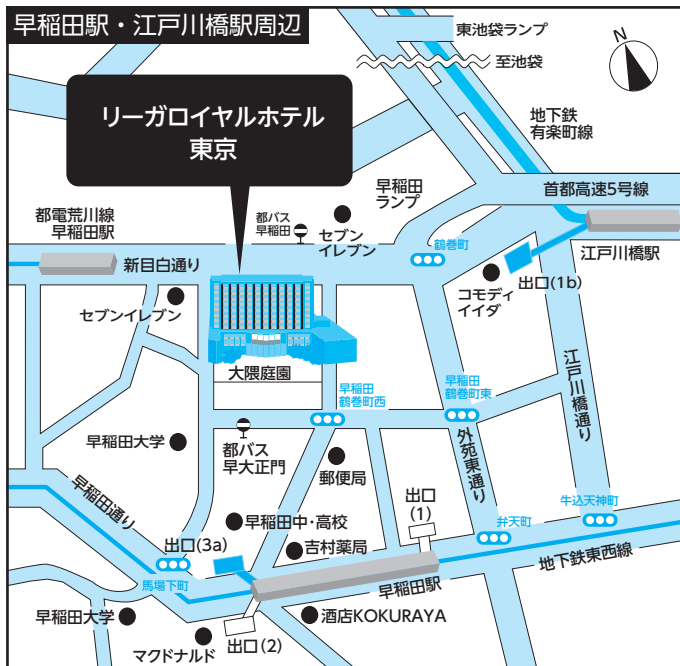 早稲田駅・江戸川橋駅周辺
東池袋ランプ
至池袋
N
リーガロイヤルホテル
東京
地下鉄
有楽町線
早稲田
ランプ
首都高速5号線
都電荒川線
早稲田駅
都バス
早稲田
セブン
イレブン
鶴巻町
江戸川橋駅
新目白通り
コモディ
イイダ
出口(1b)
セブンイレブン
大隈庭園
早稲田
鶴巻町西
早稲田
鶴巻町東
江戸川橋通り
早稲田大学
都バス
早大正門
郵便局
外苑東通り
早稲田通り
出口
(1)
牛込天神町
弁天町
早稲田中・高校
出口(3a)
吉村薬局
地下鉄東西線
馬場下町
早稲田駅
早稲田大学
マクドナルド
出口(2)
酒店KOKURAYA